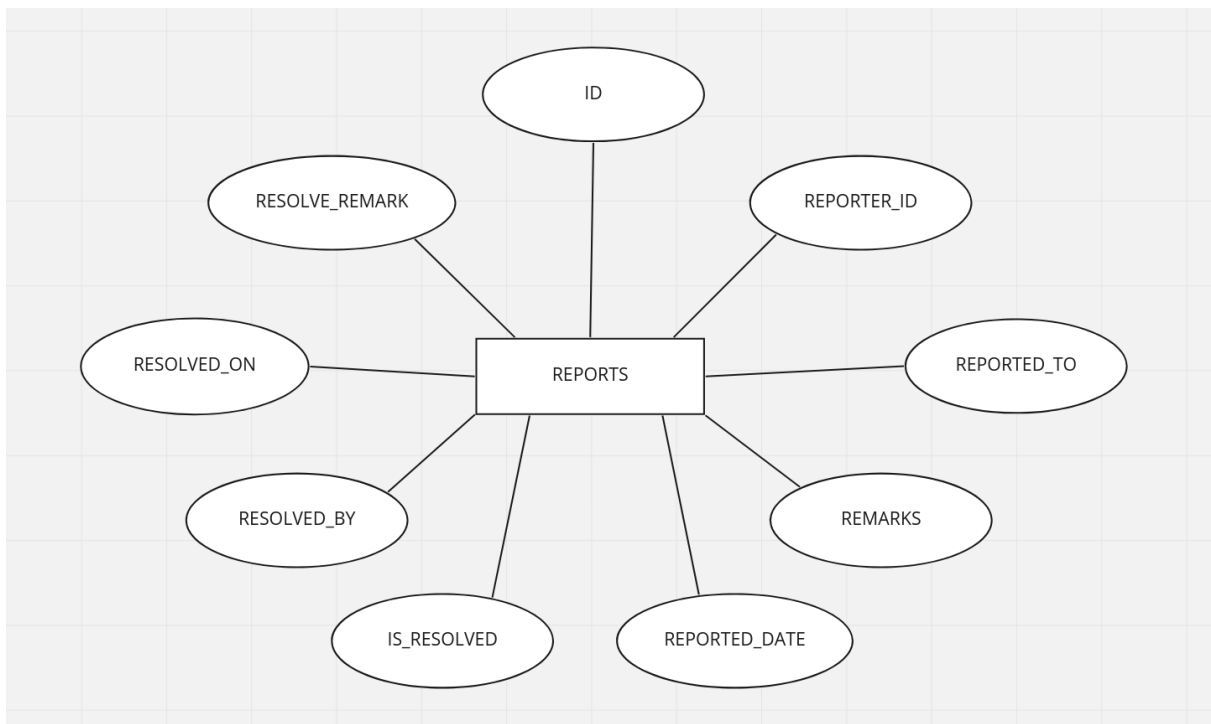 ID
RESOLVE_REMARK
REPORTER_ID
RESOLVED_ON
REPORTS
REPORTED_TO
RESOLVED_BY
REMARKS
IS_RESOLVED
REPORTED_DATE